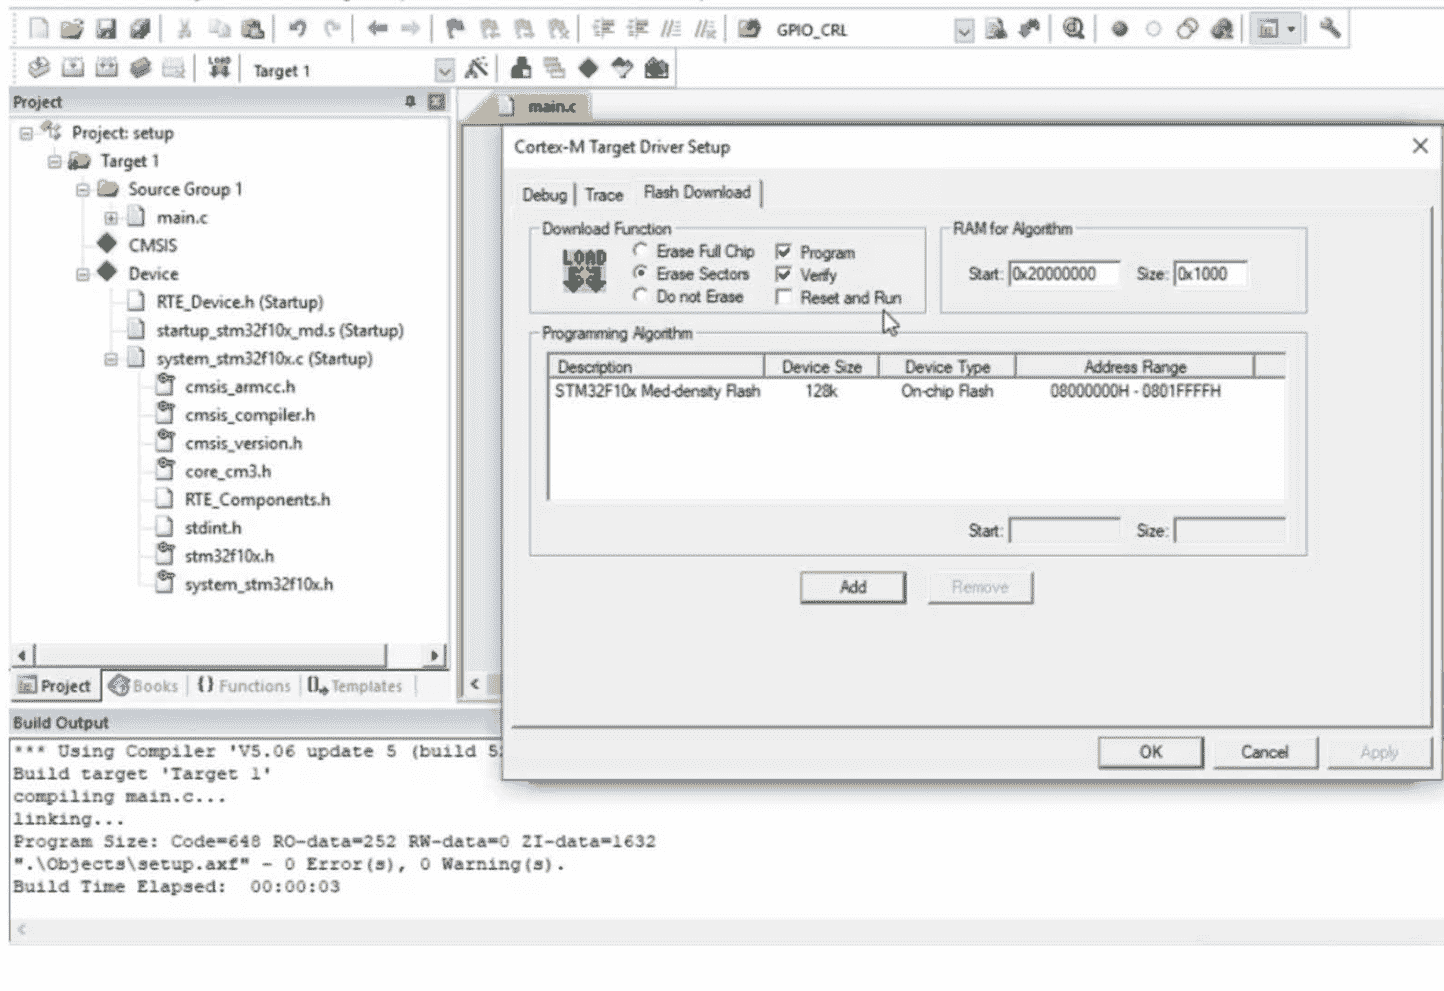 GPIO_CRL
LOAD
Target 1
Project
main.c
Project: setup
Target 1
Source Group 1
main.c
CMSIS
Device
RTE_Device.h (Startup)
startup_stm32f10x_md.s (Startup)
system_stm32f10x.c (Startup)
cmsis_armcc.h
cmsis_compiler.h
cmsis_version.h
core_cm3.h
RTE_Components.h
stdint.h
stm32f10x.h
system_stm32f10x.h
Project Books {} Functions Templates
Cortex-M Target Driver Setup
Debug Trace Flash Download
Download Function
LOAD
Erase Full Chip
Erase Sectors
Do not Erase
Program
Verify
Reset and Run
RAM for Algorithm
Start: 0x20000000 Size: 0x1000
Programming Algorithm
Description Device Size Device Type Address Range
STM32F10x Med-density Flash 128k On-chip Flash 08000000H - 0801FFFFH
Start: Size:
Add Remove
OK Cancel Apply
Build Output
*** Using Compiler 'V5.06 update 5 (build
Build target 'Target 1'
compiling main.c...
linking...
Program Size: Code=648 RO-data=252 RW-data=0 ZI-data=1632
".\Objects\setup.axf" - 0 Error(s), 0 Warning(s).
Build Time Elapsed:  00:00:03